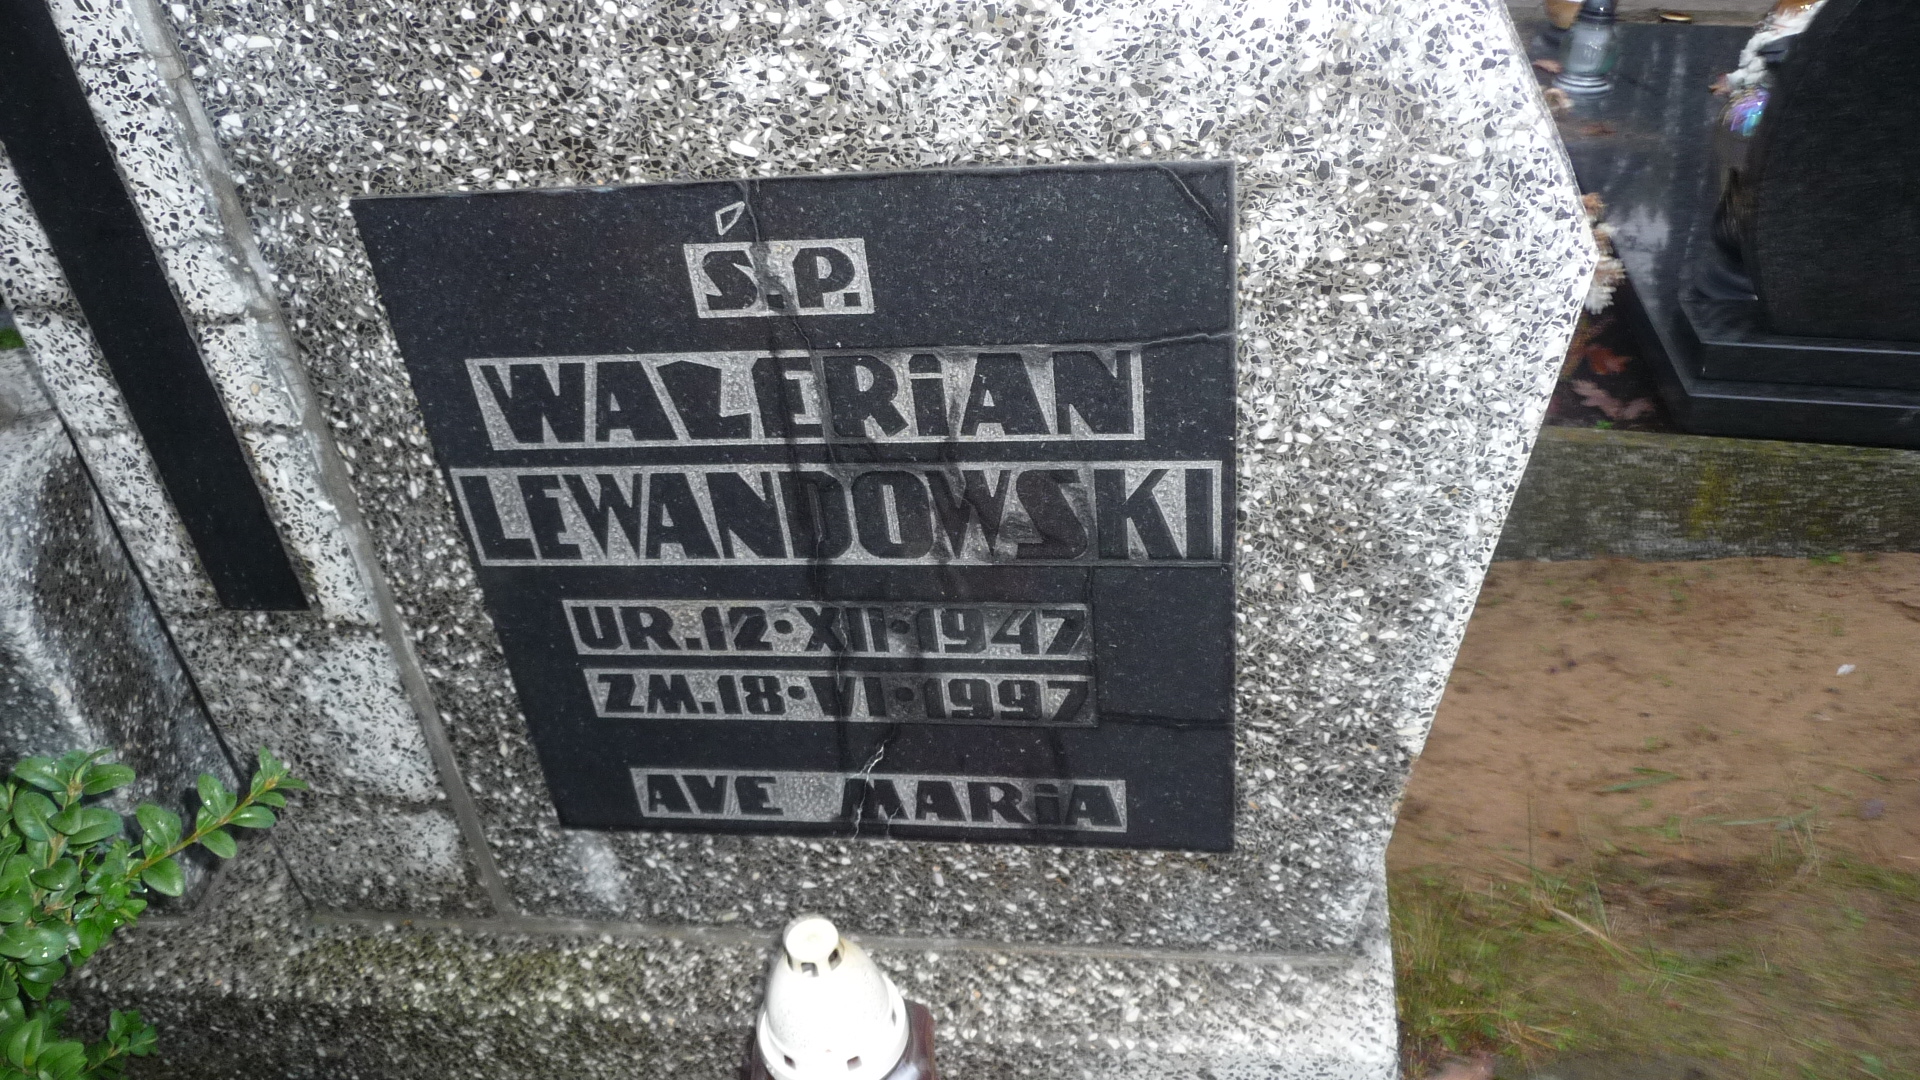 Ś.P.
WALERiAN
LEWANDOWSKI
UR.12·XII·1947
ZM.18·VI·1997
AVE MARiA